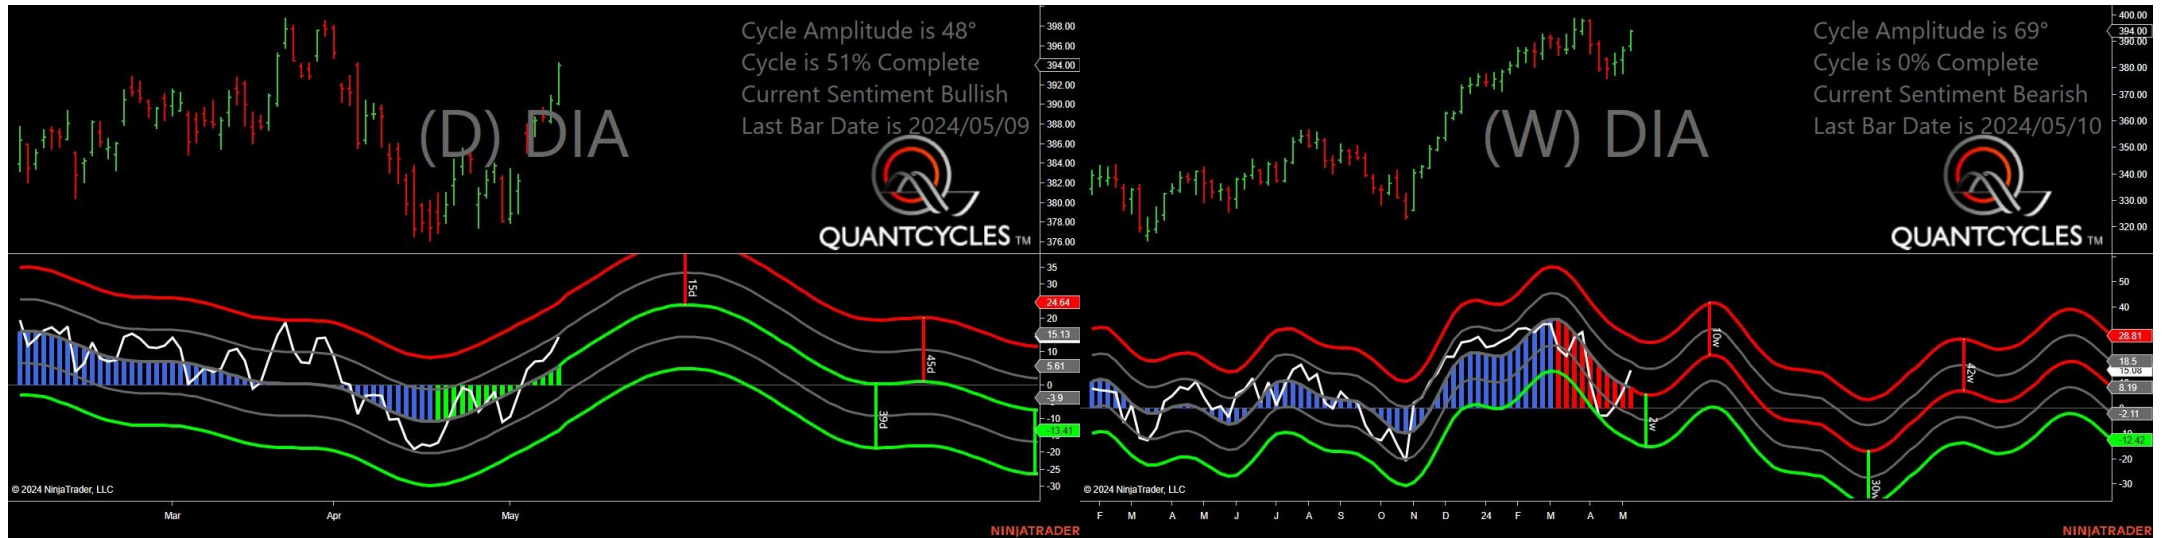 Cycle Amplitude is 48°
Cycle is 51% Complete
Current Sentiment Bullish
Last Bar Date is 2024/05/09
(D) DIA
QUANTCYCLES TM
398.00
396.00
394.00
392.00
390.00
388.00
386.00
384.00
382.00
380.00
378.00
376.00
15d
45d
39d
35
30
24.64
20
15.13
10
5.61
0
-3.9
-10
-13.41
-20
-25
-30
© 2024 NinjaTrader, LLC
Mar
Apr
May
NINJATRADER
Cycle Amplitude is 69°
Cycle is 0% Complete
Current Sentiment Bearish
Last Bar Date is 2024/05/10
(W) DIA
QUANTCYCLES TM
400.00
394.00
390.00
380.00
370.00
360.00
350.00
340.00
330.00
320.00
10w
42w
2w
30w
50
40
28.81
18.5
15.08
8.19
-2.11
-12.42
-20
-30
© 2024 NinjaTrader, LLC
F M A M J J A S O N D 24 F M A M
NINJATRADER